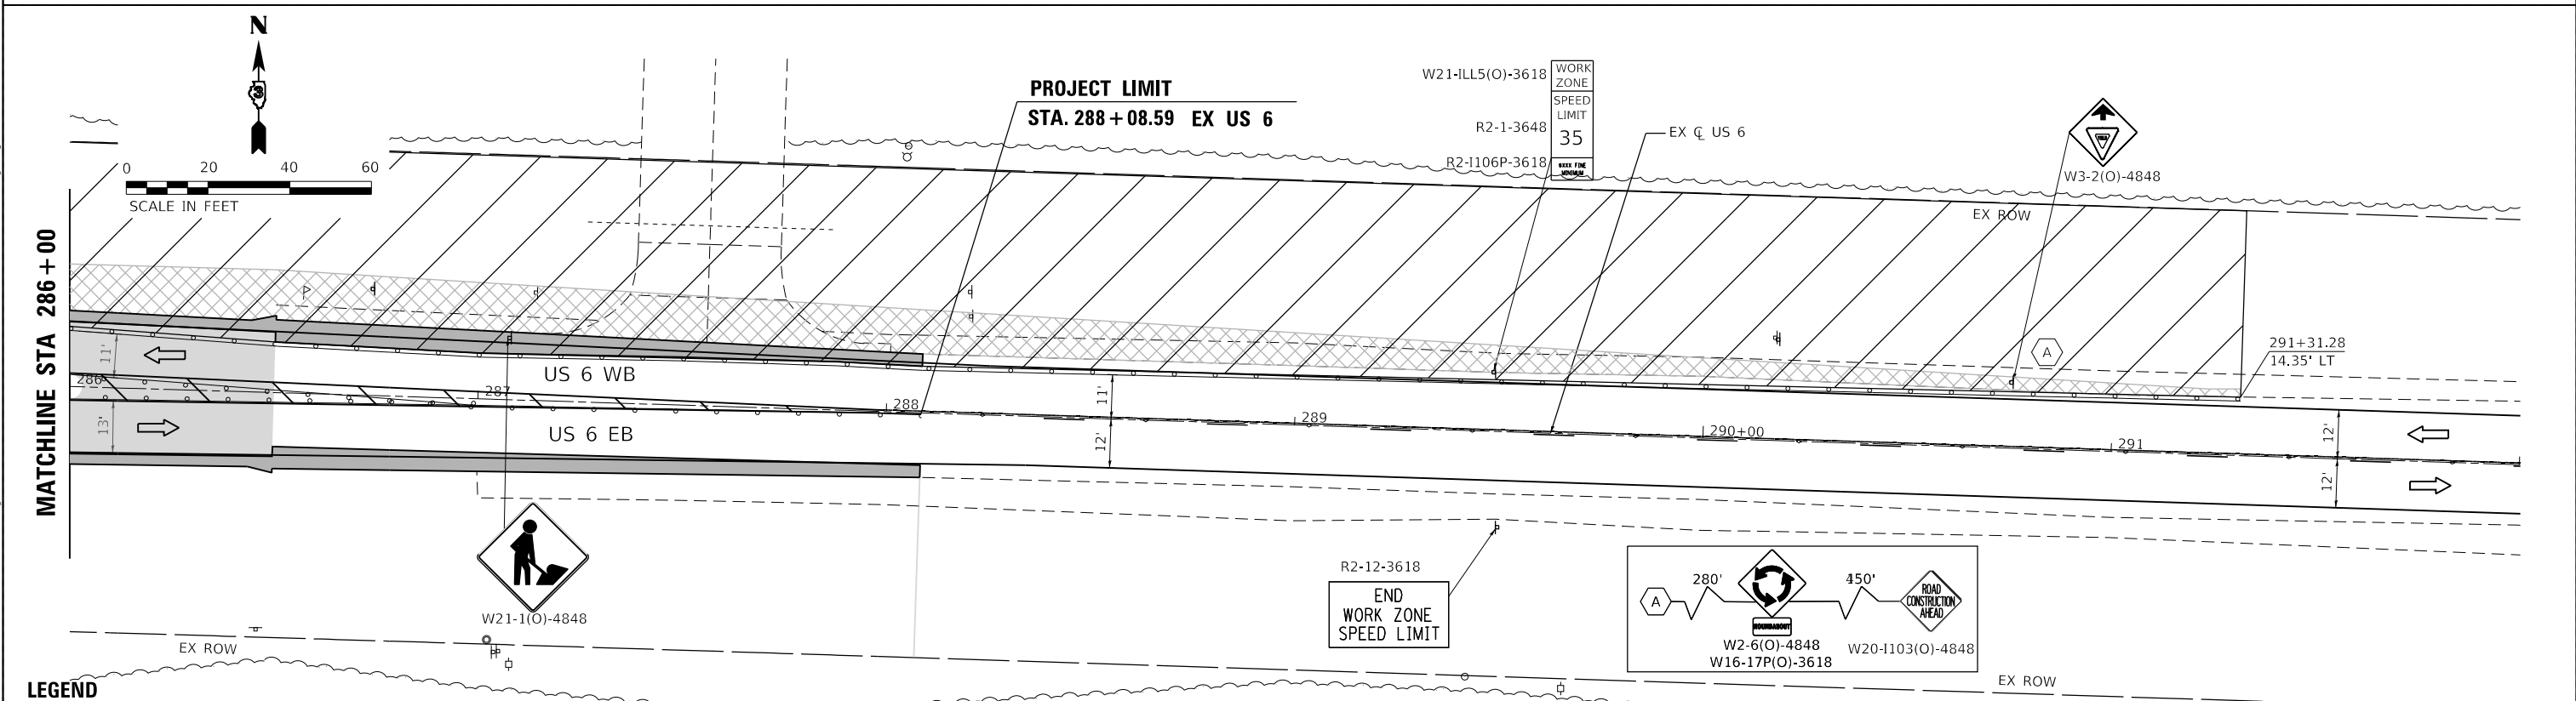 N
3
0 20 40 60
SCALE IN FEET
MATCHLINE STA 286+00
PROJECT LIMIT
STA. 288+08.59 EX US 6
W21-ILL5(O)-3618
R2-1-3648
R2-I106P-3618
WORK
ZONE
SPEED
LIMIT
35
$XXX FINE
MINIMUM
EX ℄ US 6
W3-2(O)-4848
EX ROW
A
291+31.28
14.35' LT
11'
13'
286
287
288
289
290+00
291
US 6 WB
US 6 EB
11'
12'
12'
12'
W21-1(O)-4848
R2-12-3618
END
WORK ZONE
SPEED LIMIT
A
280'
450'
ROUNDABOUT
ROAD
CONSTRUCTION
AHEAD
W2-6(O)-4848
W16-17P(O)-3618
W20-I103(O)-4848
EX ROW
EX ROW
LEGEND